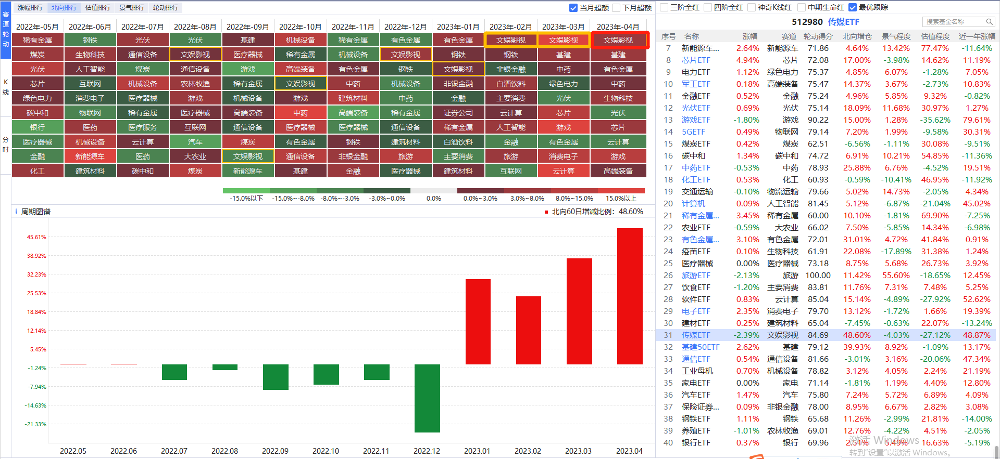 赛道轮动
K线
分时
涨幅排行 北向排行 估值排行 景气排行 轮动排行 当月超额 下月超额
2022年-05月 2022年-06月 2022年-07月 2022年-08月 2022年-09月 2022年-10月 2022年-11月 2022年-12月 2023年-01月 2023年-02月 2023年-03月 2023年-04月
稀有金属 钢铁 光伏 光伏 基建 机械设备 稀有金属 有色金属 有色金属 文娱影视 文娱影视 文娱影视
煤炭 生物科技 通信设备 文娱影视 医疗器械 稀有金属 机械设备 文娱影视 钢铁 钢铁 基建 基建
光伏 人工智能 煤炭 通信设备 游戏 高端装备 有色金属 钢铁 文娱影视 非银金融 中药 有色金属
芯片 互联网 机械设备 农林牧渔 稀有金属 文娱影视 中药 机械设备 非银金融 白酒饮料 绿色电力 中药
绿色电力 消费电子 医疗器械 游戏 机械设备 游戏 建筑材料 中药 金融 主要消费 光伏 生物科技
碳中和 物联网 稀有金属 医疗器械 高端装备 中药 高端装备 稀有金属 证券公司 云计算 芯片 光伏
银行 医药 医疗服务 互联网 通信设备 医疗器械 医疗器械 通信设备 稀有金属 人工智能 游戏 芯片
医疗器械 机械设备 云计算 汽车 煤炭 有色金属 钢铁 建筑材料 白酒饮料 金融 有色金属 云计算
金融 新能源车 医药 大农业 文娱影视 通信设备 非银金融 旅游 主要消费 旅游 消费电子 游戏
化工 建筑材料 碳中和 煤炭 新能源车 基建 金融 医疗器械 建筑材料 互联网 云计算 高端装备
-15.0%以下 -15.0%~-8.0% -8.0%~-3.0% -3.0%~0.0% 0.0% 0.0%~3.0% 3.0%~8.0% 8.0%~15.0% 15.0%以上
周期图谱 北向60日增减比例：48.60%
45.61%
38.92%
32.23%
25.53%
18.84%
12.14%
5.45%
-1.24%
-7.94%
-14.63%
-21.33%
2022.05 2022.06 2022.07 2022.08 2022.09 2022.10 2022.11 2022.12 2023.01 2023.02 2023.03 2023.04
三阶全红 四阶全红 神奇K线红 中期生命红 最优跟踪
512980 传媒ETF 搜索基金名称
序号 名称 涨幅 赛道 轮动得分 北向增仓 景气程度 估值程度 近一年涨幅
7 新能源车... 2.64% 新能源车 71.86 4.64% 13.42% 77.47% -11.64%
8 芯片ETF 4.94% 芯片 72.08 17.00% -3.98% 14.62% 11.19%
9 电力ETF 1.12% 绿色电力 75.37 4.85% 6.07% -1.28% 7.05%
10 军工ETF 0.18% 高端装备 75.47 14.37% 3.67% -2.73% 10.83%
11 金融ETF 0.52% 金融 75.24 4.96% 5.85% 9.32% -0.82%
12 光伏ETF 0.69% 光伏 75.14 18.09% 11.68% 30.97% 1.27%
13 游戏ETF -1.80% 游戏 90.22 15.00% 1.28% -35.62% 79.61%
14 5GETF 0.49% 物联网 79.14 7.20% 1.99% -9.58% 30.31%
15 煤炭ETF 0.42% 煤炭 62.51 -6.56% -1.11% 30.08% -9.51%
16 碳中和 1.34% 碳中和 74.72 6.91% 10.21% 54.85% -11.36%
17 中药ETF -0.53% 中药 78.93 25.88% 6.76% -4.52% 19.51%
18 化工ETF 0.53% 化工 60.93 -0.59% -10.41% 46.95% -11.92%
19 交通运输 -0.10% 物流运输 79.66 5.02% 14.73% -2.05% 4.34%
20 计算机 0.09% 人工智能 81.45 5.12% -6.87% -21.04% 45.02%
21 稀有金属... 3.45% 稀有金属 60.00 10.10% -1.81% 69.90% -7.25%
22 农业ETF -0.59% 大农业 66.02 7.50% -5.85% 14.34% -6.98%
23 有色金属... 3.10% 有色金属 72.01 31.01% 4.72% 41.84% 0.91%
24 疫苗ETF 0.10% 生物科技 61.91 22.08% -17.89% 31.38% 1.24%
25 医疗器械 0.00% 医疗器械 73.18 8.75% 5.68% 26.73% 3.92%
26 旅游ETF -2.13% 旅游 100.00 11.42% 55.60% -18.65% 12.45%
27 饮食ETF -1.20% 主要消费 83.81 11.76% 7.31% 7.48% 5.25%
28 软件ETF 0.83% 云计算 85.04 15.14% -4.89% -27.92% 52.62%
29 电子ETF 2.35% 消费电子 79.70 13.12% -1.72% 1.66% 19.39%
30 建材ETF 0.25% 建筑材料 65.04 -7.45% -0.63% 22.07% -13.24%
31 传媒ETF -2.39% 文娱影视 84.69 48.60% -4.03% -27.12% 48.87%
32 基建50ETF 2.62% 基建 79.12 39.93% 8.92% -1.09% 13.17%
33 通信ETF 0.54% 通信设备 81.66 -3.01% 3.16% -20.06% 47.34%
34 工业母机 0.70% 机械设备 78.82 3.12% 4.05% 2.24% 21.19%
35 家电ETF 0.00% 家电 71.14 -1.81% 1.19% 4.40% 12.80%
36 汽车ETF 1.47% 汽车 75.80 7.24% 5.72% 6.89% 4.09%
37 保险证券... 0.09% 非银金融 78.00 8.95% 6.67% 2.82% 3.08%
38 钢铁ETF 1.11% 钢铁 65.68 11.26% -2.99% 21.81% -14.00%
39 养殖ETF -1.01% 农林牧渔 69.01 12.76% -4.22% 4.51% -2.05%
40 银行ETF 0.37% 银行 69.96 2.51% 5.49% 16.63% -5.19%
激活 Windows
转到"设置"以激活 Windows。